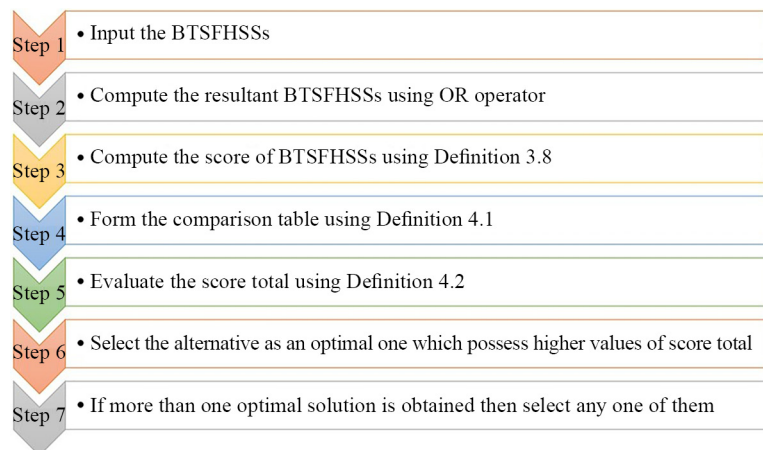 Step 1 • Input the BTSFHSSs
Step 2 • Compute the resultant BTSFHSSs using OR operator
Step 3 • Compute the score of BTSFHSSs using Definition 3.8
Step 4 • Form the comparison table using Definition 4.1
Step 5 • Evaluate the score total using Definition 4.2
Step 6 • Select the alternative as an optimal one which possess higher values of score total
Step 7 • If more than one optimal solution is obtained then select any one of them